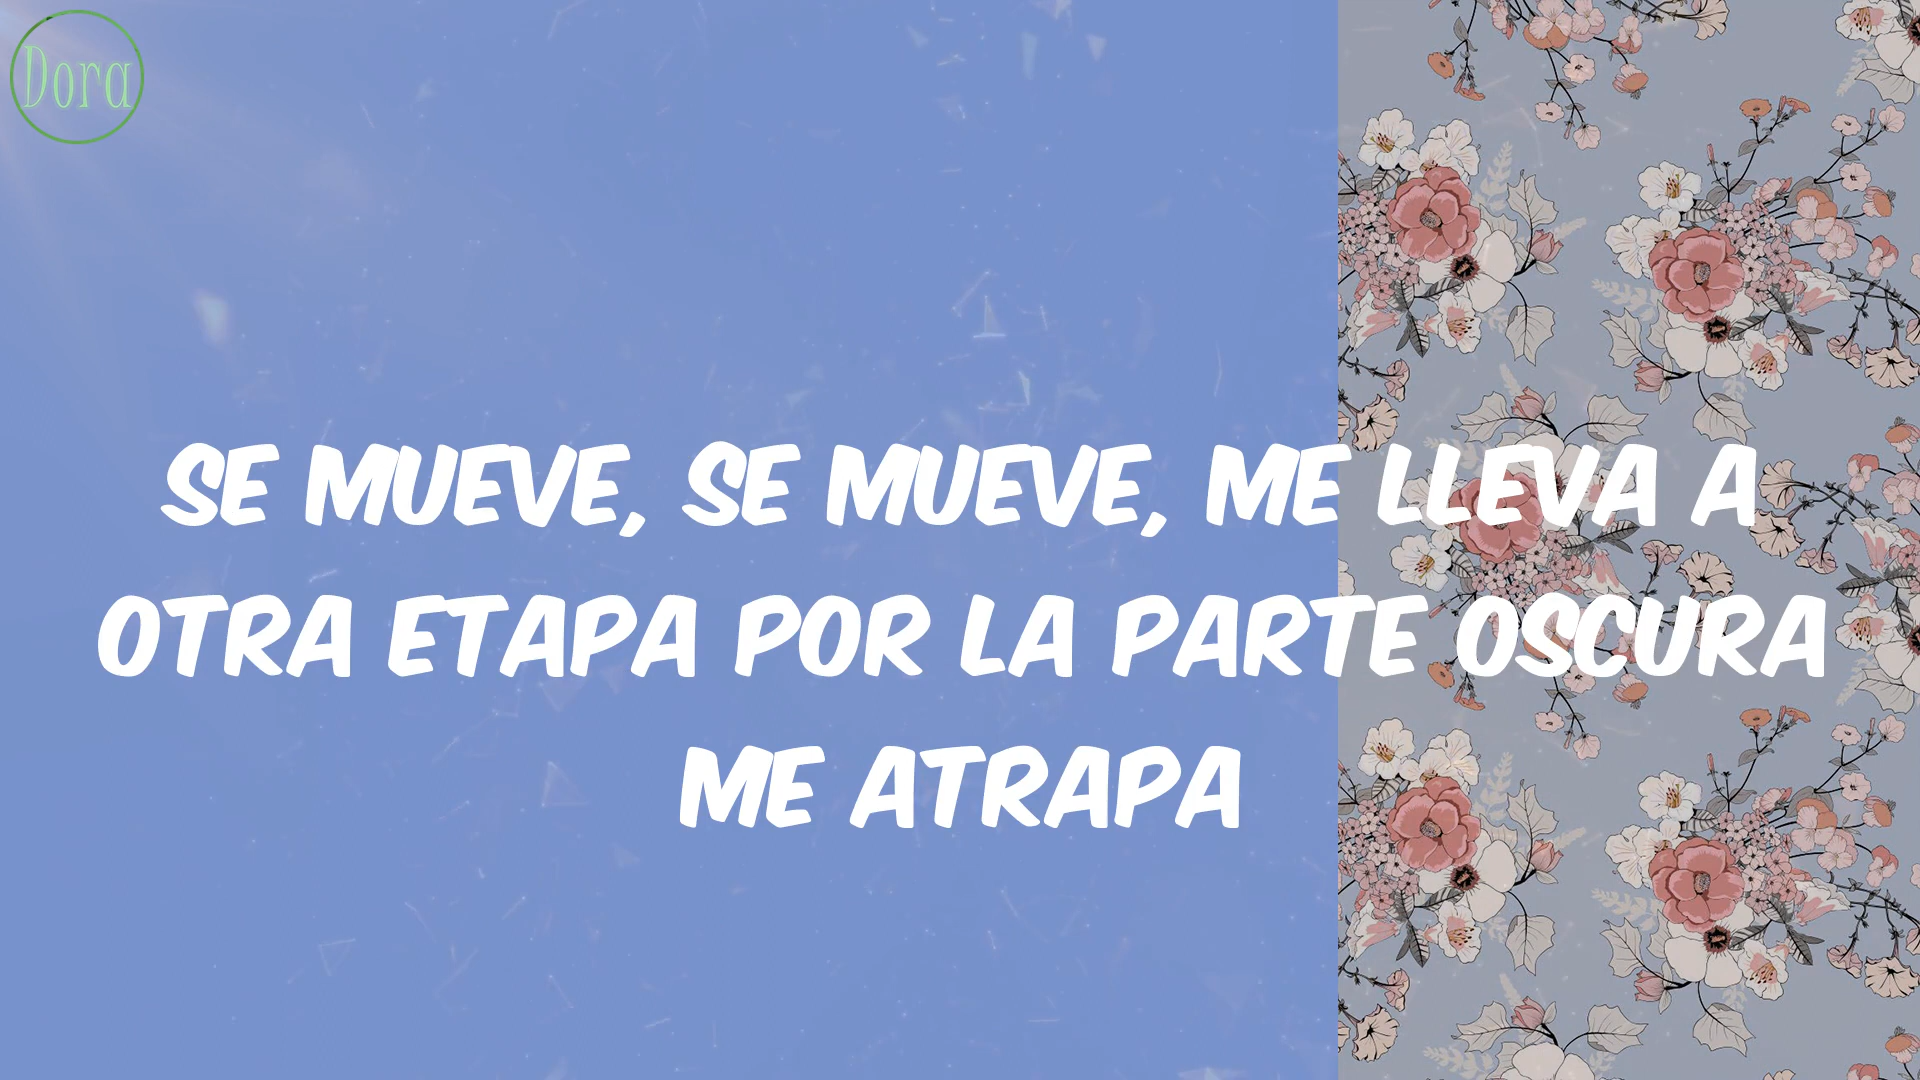 Dora
SE MUEVE, SE MUEVE, ME LLEVA A
OTRA ETAPA POR LA PARTE OSCURA
ME ATRAPA